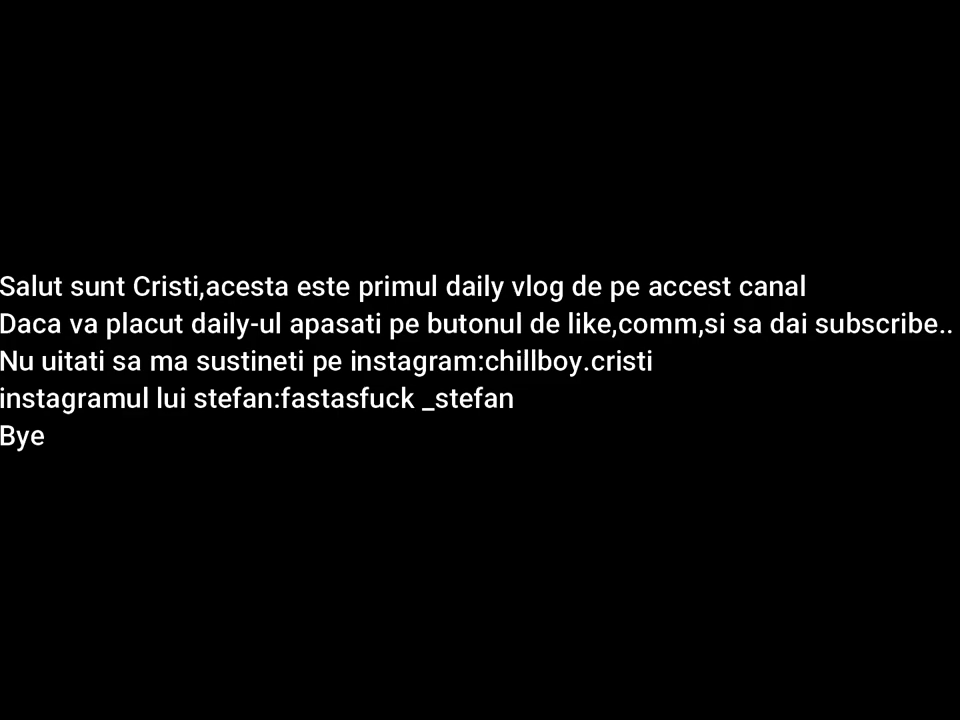 Salut sunt Cristi,acesta este primul daily vlog de pe accest canal
Daca va placut daily-ul apasati pe butonul de like,comm,si sa dai subscribe..
Nu uitati sa ma sustineti pe instagram:chillboy.cristi
instagramul lui stefan:fastasfuck _stefan
Bye